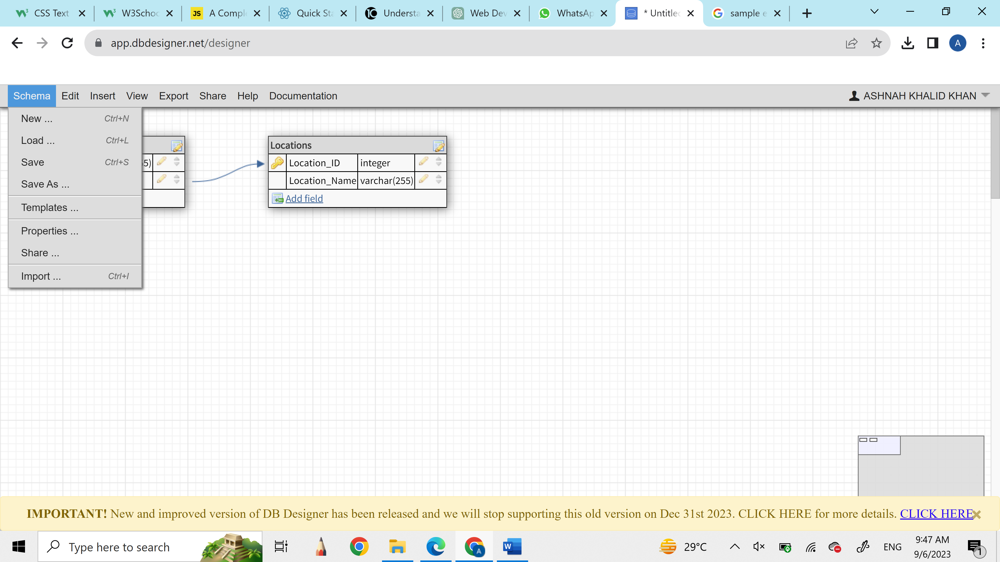 CSS Text
W3Schoo
JS A Comple
Quick Sta
Understa
Web Dev
WhatsAp
* Untitled
sample e
app.dbdesigner.net/designer
A
Schema Edit Insert View Export Share Help Documentation
ASHNAH KHALID KHAN
New ... Ctrl+N
Load ... Ctrl+L
Save Ctrl+S
Save As ...
Templates ...
Properties ...
Share ...
Import ... Ctrl+I
55)
Locations
Location_ID integer
Location_Name varchar(255)
Add field
IMPORTANT! New and improved version of DB Designer has been released and we will stop supporting this old version on Dec 31st 2023. CLICK HERE for more details. CLICK HERE
Type here to search
A
W
29°C
ENG
9:47 AM
9/6/2023
1